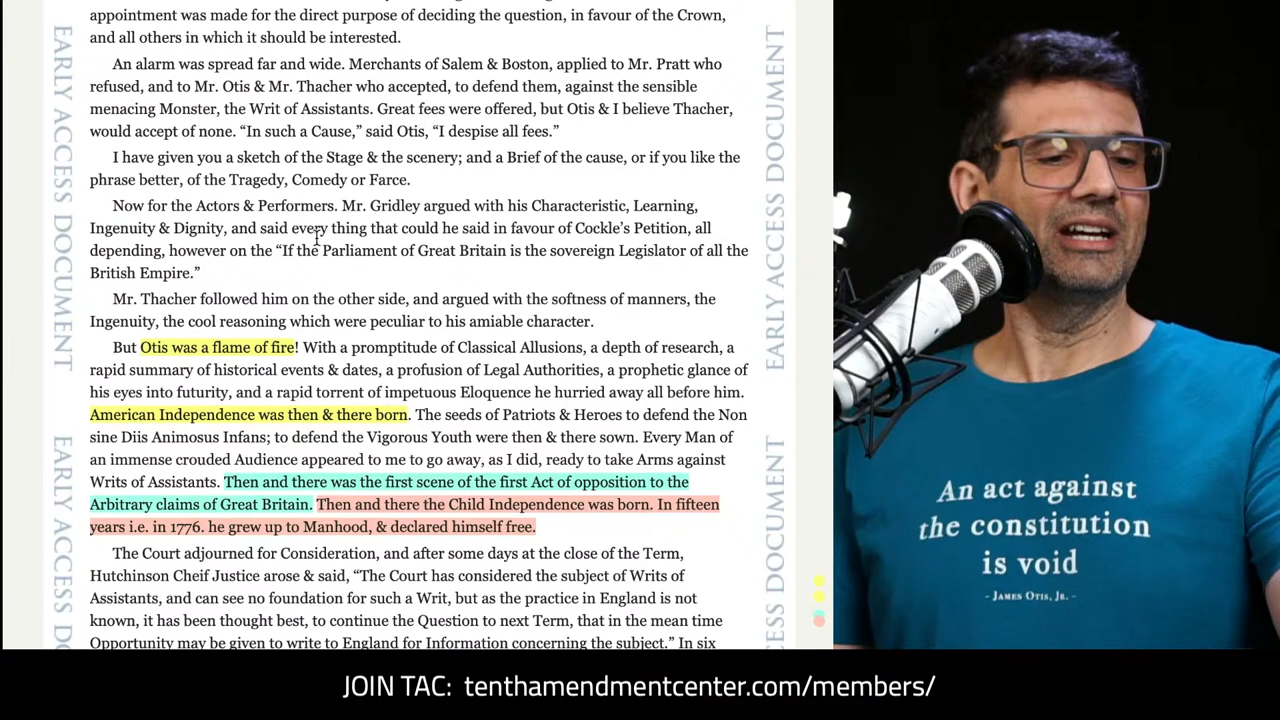 appointment was made for the direct purpose of deciding the question, in favour of the Crown,
and all others in which it should be interested.
An alarm was spread far and wide. Merchants of Salem & Boston, applied to Mr. Pratt who
refused, and to Mr. Otis & Mr. Thacher who accepted, to defend them, against the sensible
menacing Monster, the Writ of Assistants. Great fees were offered, but Otis & I believe Thacher,
would accept of none. “In such a Cause,” said Otis, “I despise all fees.”
I have given you a sketch of the Stage & the scenery; and a Brief of the cause, or if you like the
phrase better, of the Tragedy, Comedy or Farce.
Now for the Actors & Performers. Mr. Gridley argued with his Characteristic, Learning,
Ingenuity & Dignity, and said every thing that could he said in favour of Cockle’s Petition, all
depending, however on the “If the Parliament of Great Britain is the sovereign Legislator of all the
British Empire.”
Mr. Thacher followed him on the other side, and argued with the softness of manners, the
Ingenuity, the cool reasoning which were peculiar to his amiable character.
But Otis was a flame of fire! With a promptitude of Classical Allusions, a depth of research, a
rapid summary of historical events & dates, a profusion of Legal Authorities, a prophetic glance of
his eyes into futurity, and a rapid torrent of impetuous Eloquence he hurried away all before him.
American Independence was then & there born. The seeds of Patriots & Heroes to defend the Non
sine Diis Animosus Infans; to defend the Vigorous Youth were then & there sown. Every Man of
an immense crouded Audience appeared to me to go away, as I did, ready to take Arms against
Writs of Assistants. Then and there was the first scene of the first Act of opposition to the
Arbitrary claims of Great Britain. Then and there the Child Independence was born. In fifteen
years i.e. in 1776. he grew up to Manhood, & declared himself free.
The Court adjourned for Consideration, and after some days at the close of the Term,
Hutchinson Cheif Justice arose & said, “The Court has considered the subject of Writs of
Assistants, and can see no foundation for such a Writ, but as the practice in England is not
known, it has been thought best, to continue the Question to next Term, that in the mean time
Opportunity may be given to write to England for Information concerning the subject.” In six
EARLY ACCESS DOCUMENT
EARLY ACCESS D
EARLY ACCESS DOCUMENT
ESS DOCUMENT
An act against
the constitution
is void
- JAMES OTIS, JR. -
JOIN TAC: tenthamendmentcenter.com/members/